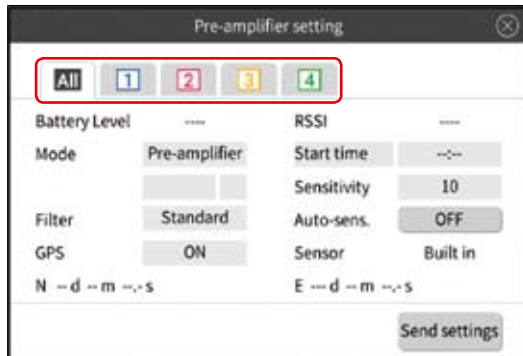 Pre-amplifier setting
All 1 2 3 4
Battery Level ---- RSSI ----
Mode Pre-amplifier Start time --:--
Sensitivity 10
Filter Standard Auto-sens. OFF
GPS ON Sensor Built in
N -- d -- m --.- s E --- d -- m --.- s
Send settings